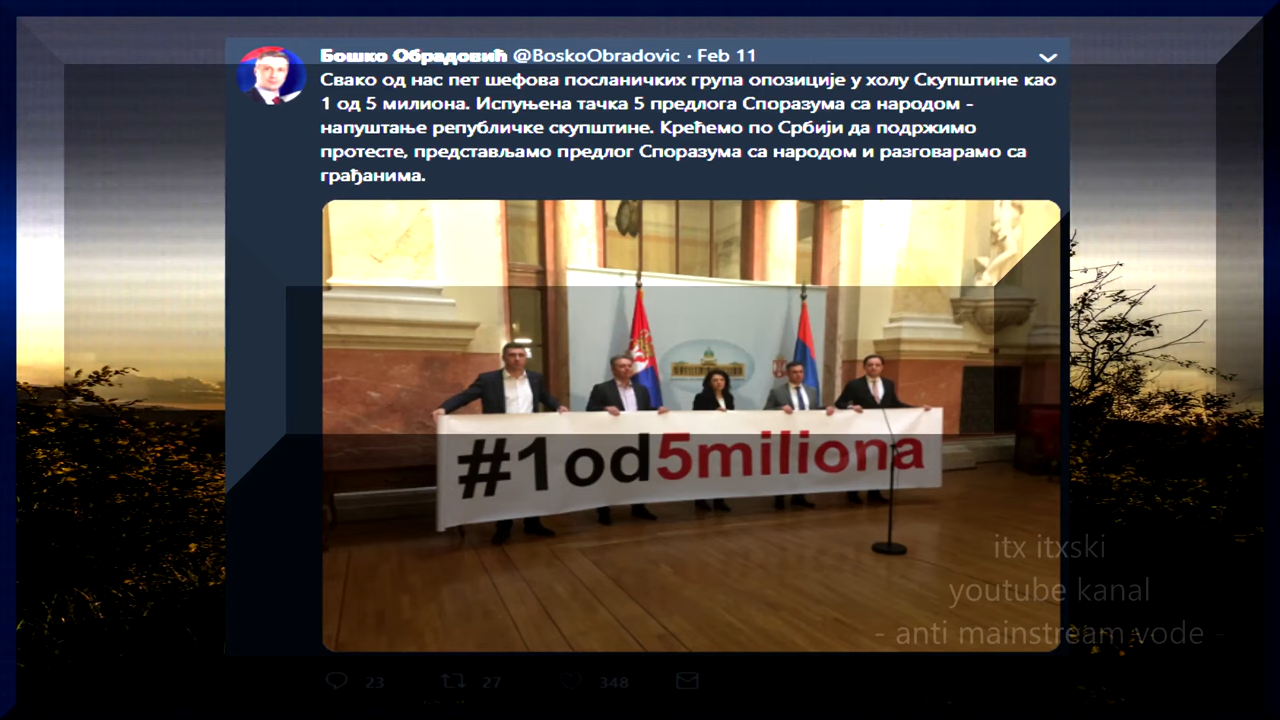 Бошко Обрадовић @BoskoObradovic · Feb 11
Свако од нас пет шефова посланичких група опозиције у холу Скупштине као
1 од 5 милиона. Испуњена тачка 5 предлога Споразума са народом -
напуштање републичке скупштине. Крећемо по Србији да подржимо
протесте, представљамо предлог Споразума са народом и разговарамо са
грађанима.
#1od5miliona
itx itxski
youtube kanal
- anti mainstream vode -
23 27 348